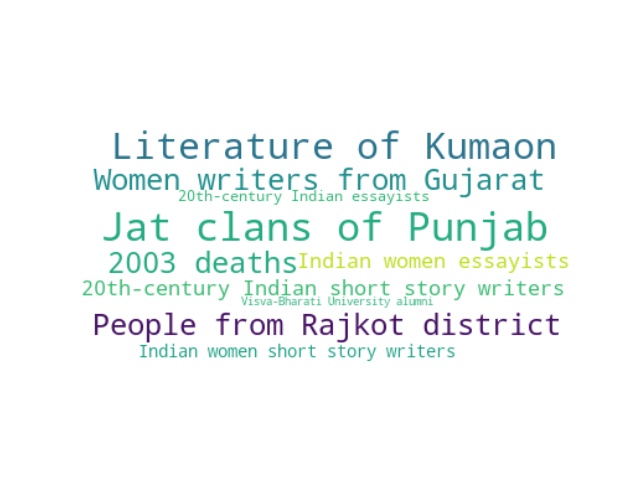 Literature of Kumaon
Women writers from Gujarat
20th-century Indian essayists
Jat clans of Punjab
2003 deaths
Indian women essayists
20th-century Indian short story writers
Visva-Bharati University alumni
People from Rajkot district
Indian women short story writers